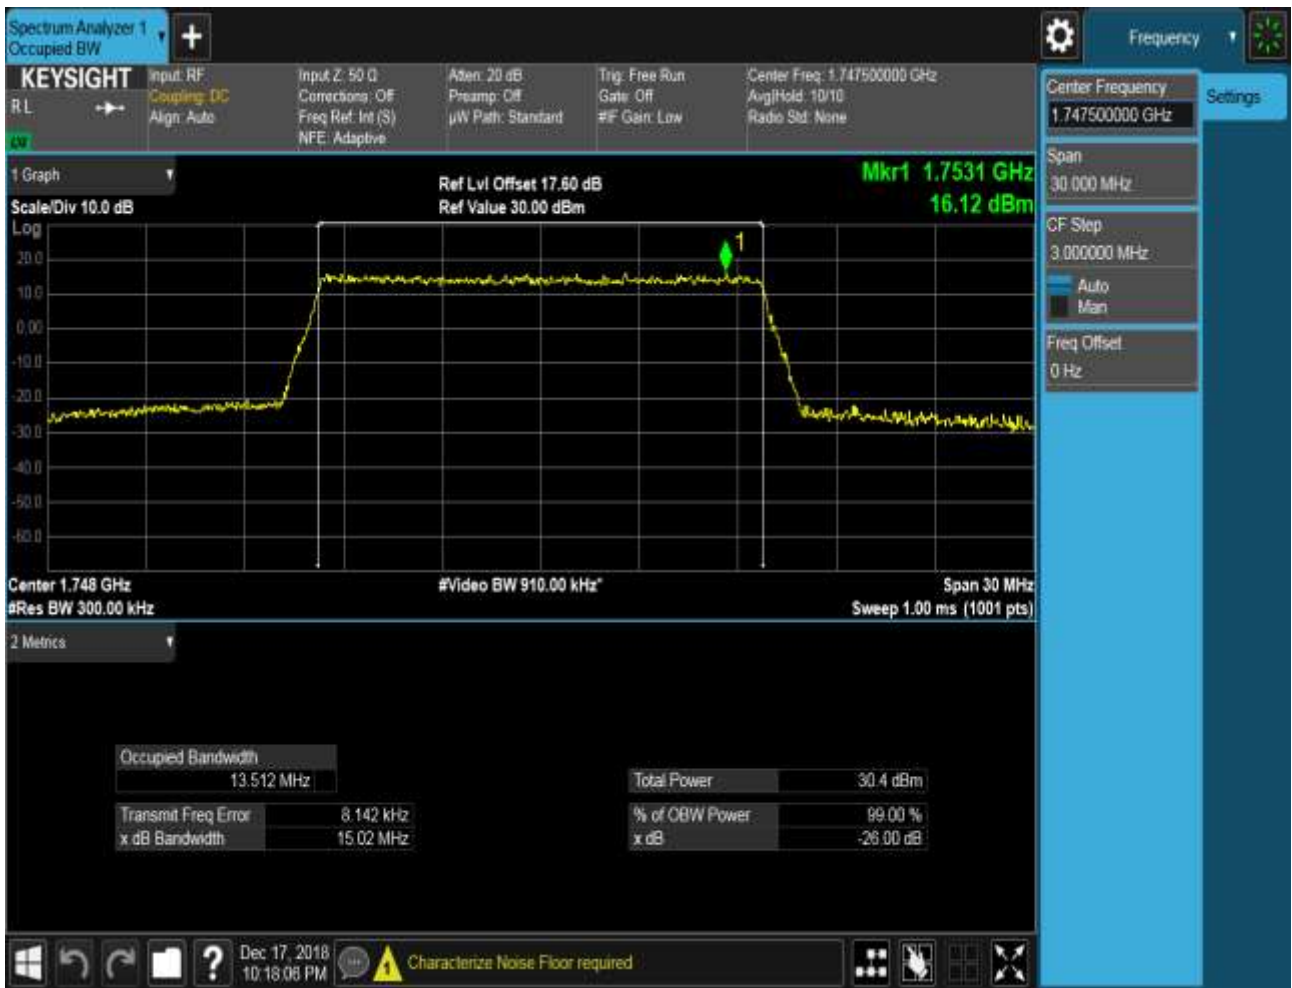 Spectrum Analyzer 1
Occupied BW
Frequency
KEYSIGHT
R L
Input: RF
Coupling: DC
Align: Auto
Input Z: 50 Ω
Corrections: Off
Freq Ref: Int (S)
NFE: Adaptive
Atten: 20 dB
Preamp: Off
µW Path: Standard
Trig: Free Run
Gate: Off
#IF Gain: Low
Center Freq: 1.747500000 GHz
Avg|Hold: 10/10
Radio Std: None
Center Frequency
1.747500000 GHz
Settings
Span
30.000 MHz
CF Step
3.000000 MHz
Auto
Man
Freq Offset
0 Hz
1 Graph
Scale/Div 10.0 dB
Ref Lvl Offset 17.60 dB
Ref Value 30.00 dBm
Mkr1 1.7531 GHz
16.12 dBm
Log
1
20.0
10.0
0.00
-10.0
-20.0
-30.0
-40.0
-50.0
-60.0
Center 1.748 GHz
#Res BW 300.00 kHz
#Video BW 910.00 kHz*
Span 30 MHz
Sweep 1.00 ms (1001 pts)
2 Metrics
Occupied Bandwidth
13.512 MHz
Transmit Freq Error 8.142 kHz
x dB Bandwidth 15.02 MHz
Total Power 30.4 dBm
% of OBW Power 99.00 %
x dB -26.00 dB
?
Dec 17, 2018
10:18:06 PM
1
Characterize Noise Floor required